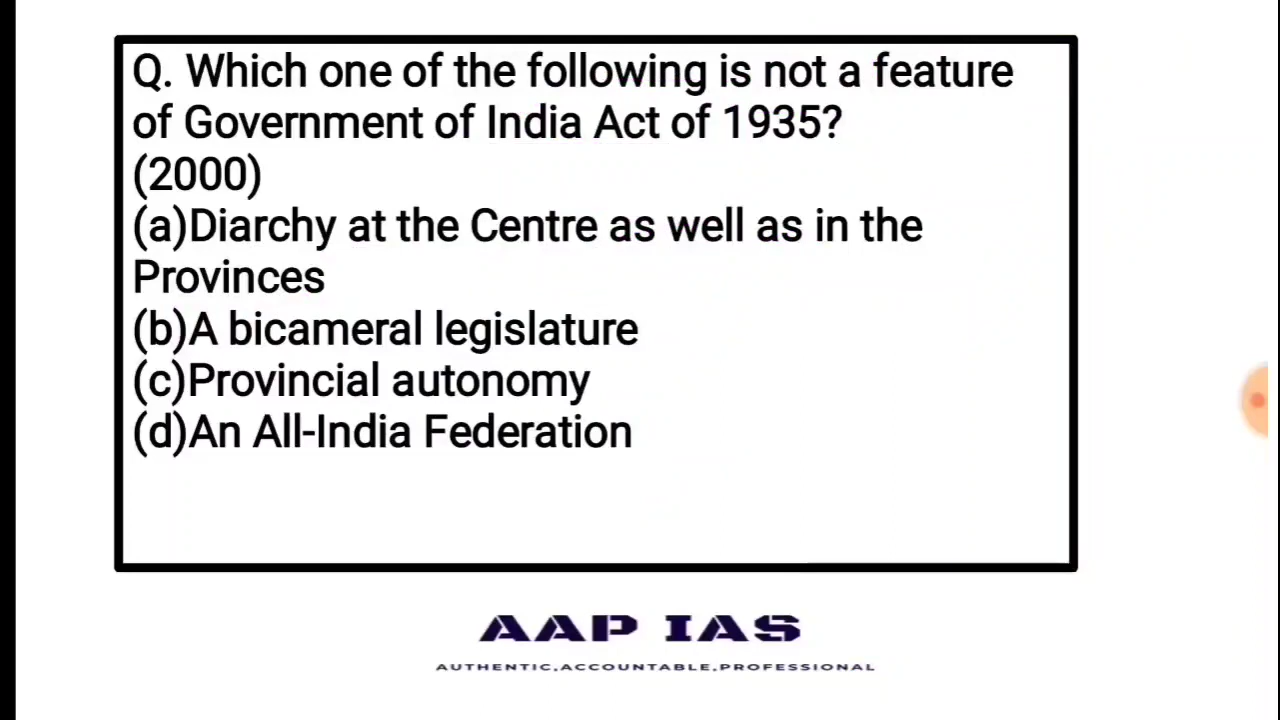 Q. Which one of the following is not a feature
of Government of India Act of 1935?
(2000)
(a)Diarchy at the Centre as well as in the
Provinces
(b)A bicameral legislature
(c)Provincial autonomy
(d)An All-India Federation
AAP IAS
AUTHENTIC,ACCOUNTABLE,PROFESSIONAL